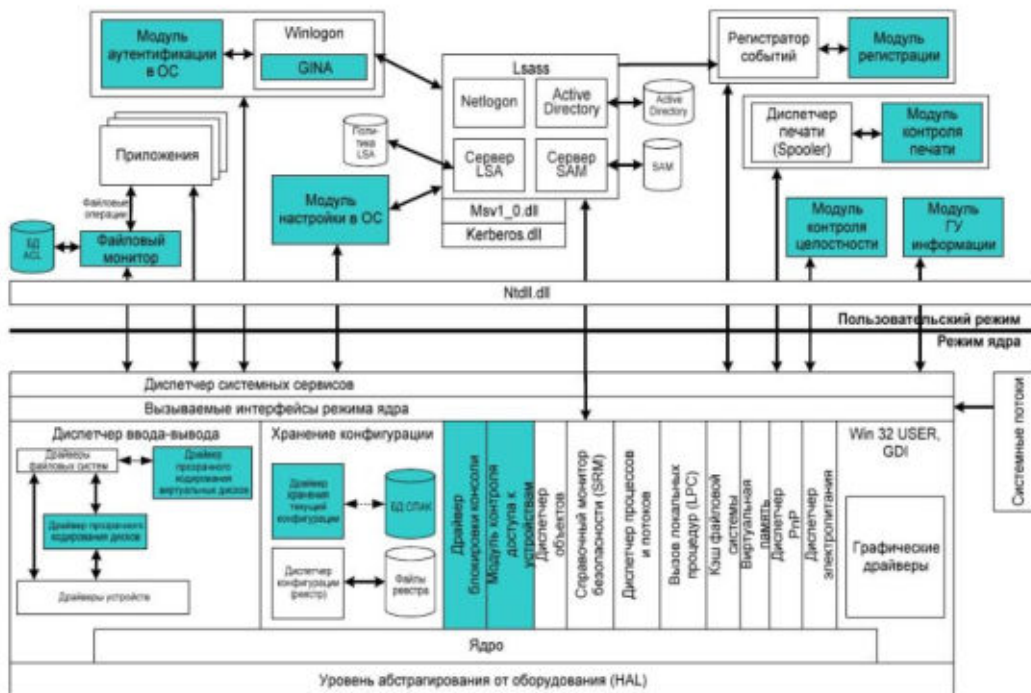 Модуль
аутентификации
в ОС
Winlogon
GINA
Lsass
Netlogon
Active
Directory
Сервер
LSA
Сервер
SAM
Msv1_0.dll
Kerberos.dll
Поли-
тика
LSA
Active
Directory
SAM
Регистратор
событий
Модуль
регистрации
Диспетчер
печати
(Spooler)
Модуль
контроля
печати
Приложения
Файловые
операции
БД
ACL
Файловый
монитор
Модуль
настройки в ОС
Модуль
контроля
целостности
Модуль
ГУ
информации
Ntdll.dll
Пользовательский режим
Режим ядра
Диспетчер системных сервисов
Вызываемые интерфейсы режима ядра
Системные потоки
Диспетчер ввода-вывода
Драйверы
файловых систем
Драйвер
прозрачного
кодирования
виртуальных дисков
Драйвер прозрачного
кодирования дисков
Драйверы устройств
Хранение конфигурации
Драйвер
хранения
текущей
конфигурации
БД СПИК
Диспетчер
конфигурации
(реестр)
Файлы
реестра
Драйвер
блокировки консоли
Модуль контроля
доступа к
устройствам
Диспетчер
объектов
Справочный монитор
безопасности (SRM)
Диспетчер процессов
и потоков
Вызов локальных
процедур (LPC)
Кэш файловой
системы
Виртуальная
память
Диспетчер
PnP
Диспетчер
электропитания
Win 32 USER,
GDI
Графические
драйверы
Ядро
Уровень абстрагирования от оборудования (HAL)